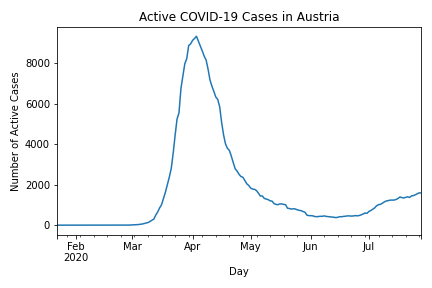 Active COVID-19 Cases in Austria
Number of Active Cases
8000
6000
4000
2000
0
Feb Mar Apr May Jun Jul
2020
Day